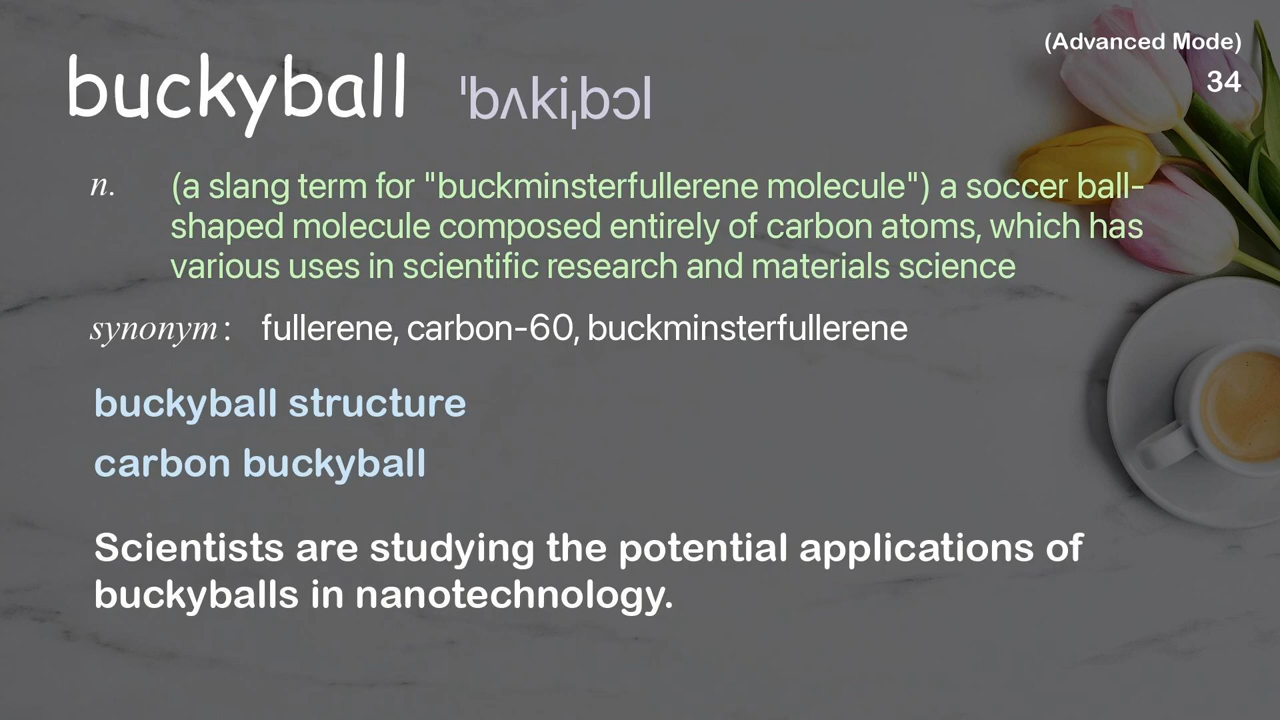 (Advanced Mode)
34
buckyball ˈbʌkiˌbɔl
n. (a slang term for "buckminsterfullerene molecule") a soccer ball-
shaped molecule composed entirely of carbon atoms, which has
various uses in scientific research and materials science
synonym: fullerene, carbon-60, buckminsterfullerene
buckyball structure
carbon buckyball
Scientists are studying the potential applications of
buckyballs in nanotechnology.